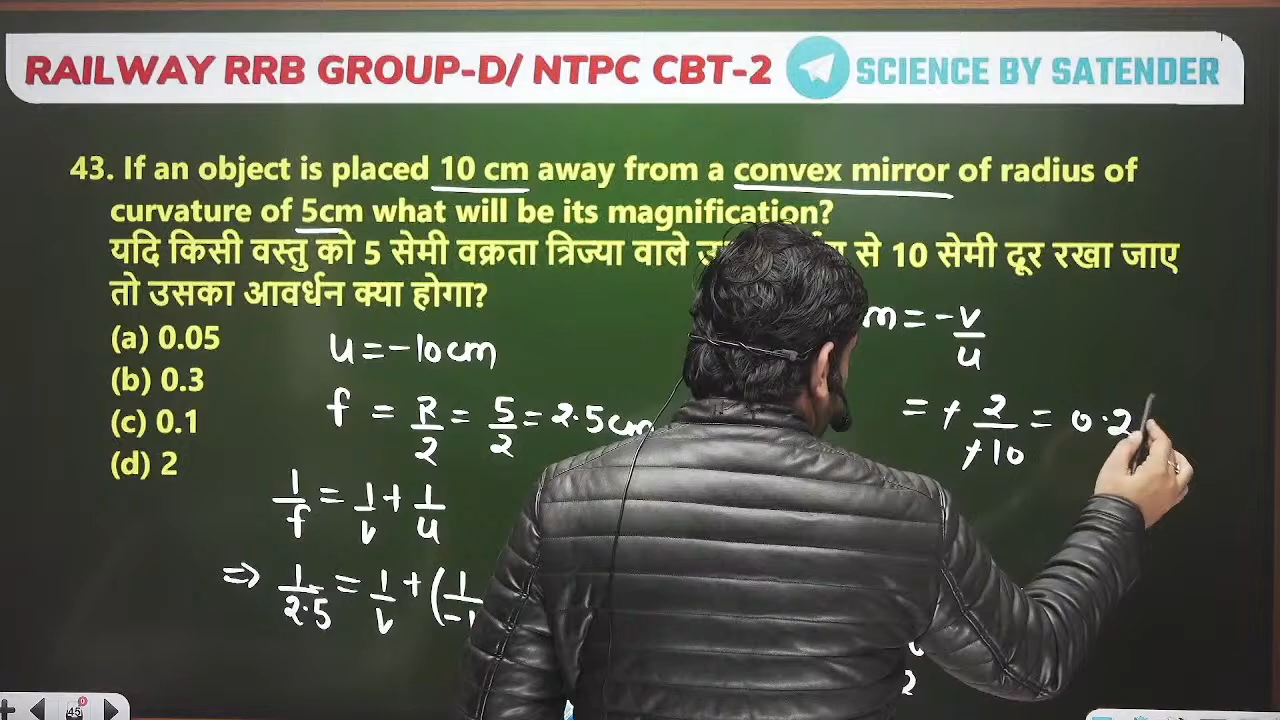 RAILWAY RRB GROUP-D/ NTPC CBT-2 SCIENCE BY SATENDER
43. If an object is placed 10 cm away from a convex mirror of radius of
curvature of 5cm what will be its magnification?
यदि किसी वस्तु को 5 सेमी वक्रता त्रिज्या वाले से 10 सेमी दूर रखा जाए
तो उसका आवर्धन क्या होगा?
(a) 0.05
(b) 0.3
(c) 0.1
(d) 2
u = -10cm
f = R/2 = 5/2 = 2.5cm
1/f = 1/v + 1/u
⇒ 1/2.5 = 1/v + (1/-1
m = -v/u
= + 2/+10 = 0.2
2
45